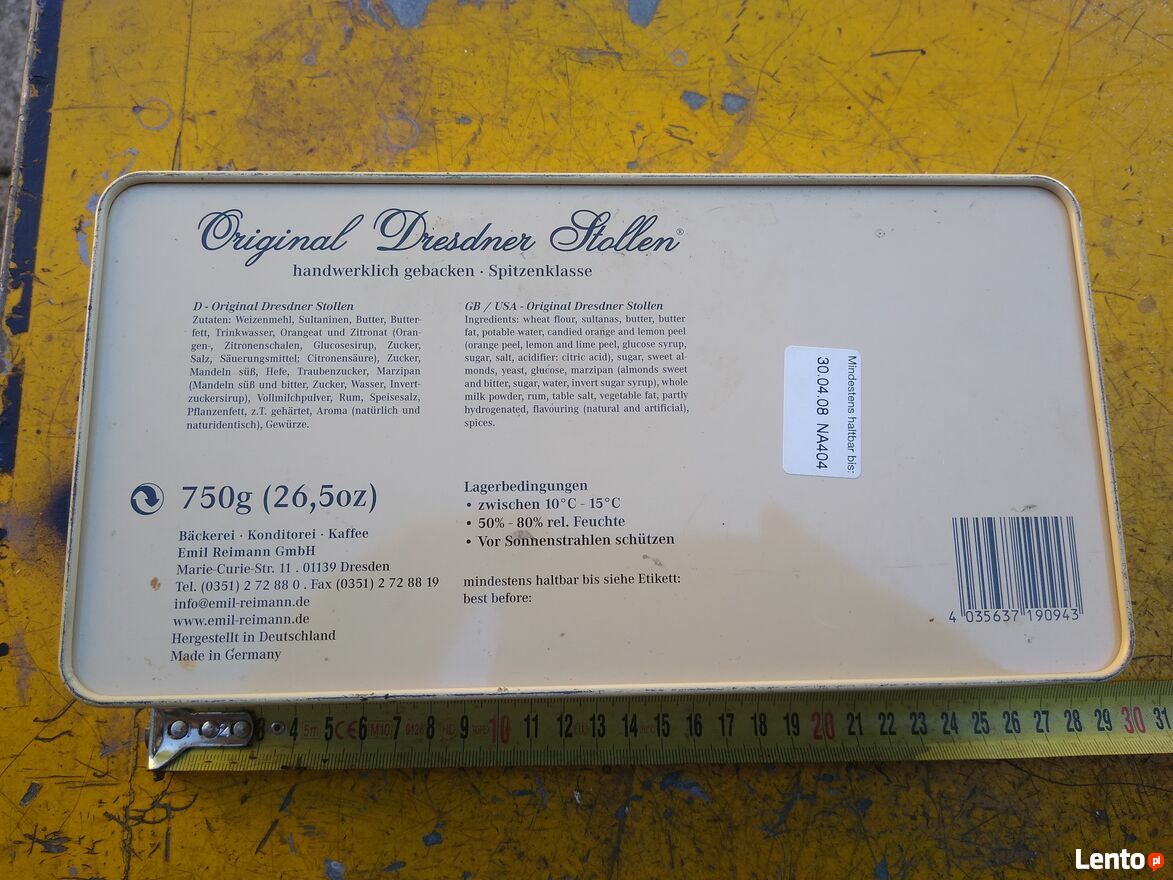 Original Dresdner Stollen®
handwerklich gebacken · Spitzenklasse
D - Original Dresdner Stollen
Zutaten: Weizenmehl, Sultaninen, Butter, Butter-
fett, Trinkwasser, Orangeat und Zitronat (Oran-
gen-, Zitronenschalen, Glucosesirup, Zucker,
Salz, Säuerungsmittel: Citronensäure), Zucker,
Mandeln süß, Hefe, Traubenzucker, Marzipan
(Mandeln süß und bitter, Zucker, Wasser, Invert-
zuckersirup), Vollmilchpulver, Rum, Speisesalz,
Pflanzenfett, z.T. gehärtet, Aroma (natürlich und
naturidentisch), Gewürze.
GB / USA - Original Dresdner Stollen
Ingredients: wheat flour, sultanas, butter, butter
fat, potable water, candied orange and lemon peel
(orange peel, lemon and lime peel, glucose syrup,
sugar, salt, acidifier: citric acid), sugar, sweet al-
monds, yeast, glucose, marzipan (almonds sweet
and bitter, sugar, water, invert sugar syrup), whole
milk powder, rum, table salt, vegetable fat, partly
hydrogenated, flavouring (natural and artificial),
spices.
Mindestens haltbar bis:
30.04.08 NA404
750g (26,5oz)
Bäckerei · Konditorei · Kaffee
Emil Reimann GmbH
Marie-Curie-Str. 11 . 01139 Dresden
Tel. (0351) 2 72 88 0 . Fax (0351) 2 72 88 19
info@emil-reimann.de
www.emil-reimann.de
Hergestellt in Deutschland
Made in Germany
Lagerbedingungen
• zwischen 10°C - 15°C
• 50% - 80% rel. Feuchte
• Vor Sonnenstrahlen schützen
mindestens haltbar bis siehe Etikett:
best before:
4 035637 190943
3 4 5m 5 CE 6 M10 7 8 9 10 11 12 13 14 15 16 17 18 19 20 21 22 23 24 25 26 27 28 29 30 31
Lento pl